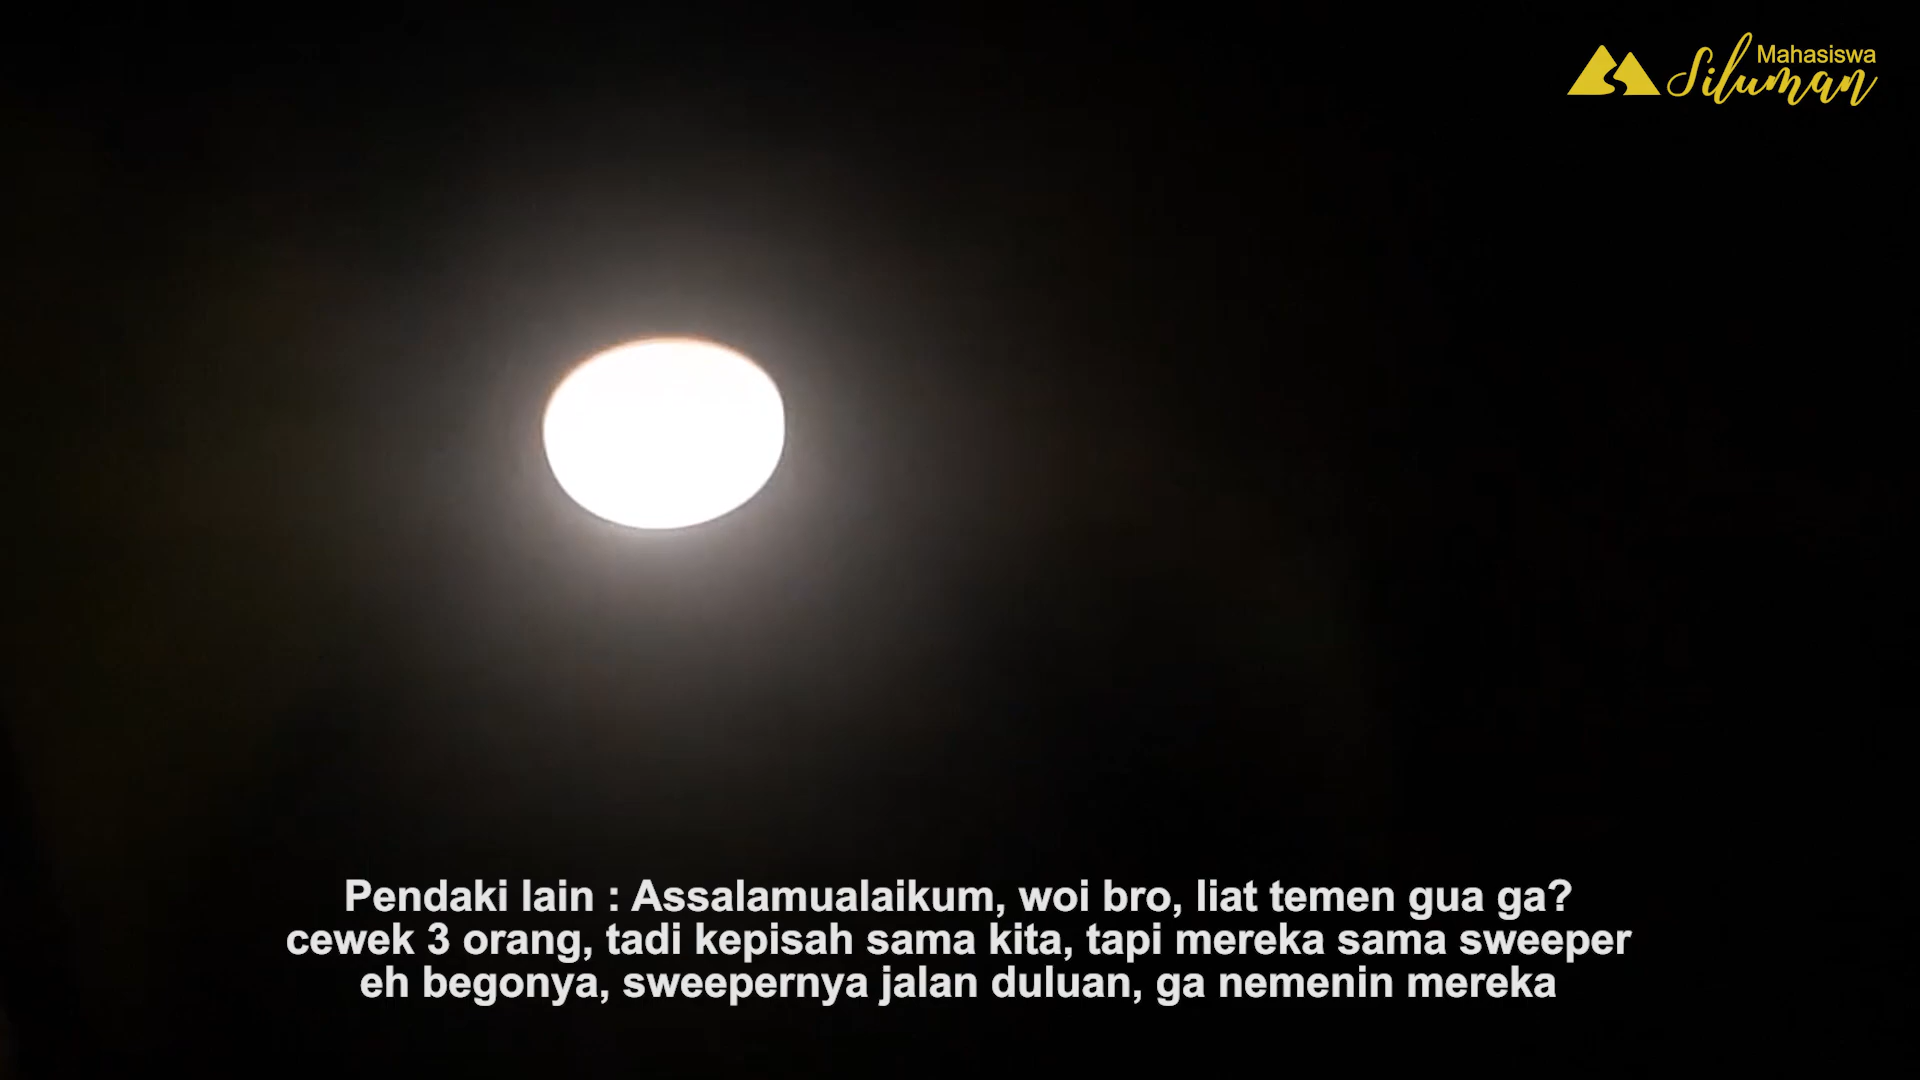 Mahasiswa
Siluman
Pendaki lain : Assalamualaikum, woi bro, liat temen gua ga?
cewek 3 orang, tadi kepisah sama kita, tapi mereka sama sweeper
eh begonya, sweepernya jalan duluan, ga nemenin mereka